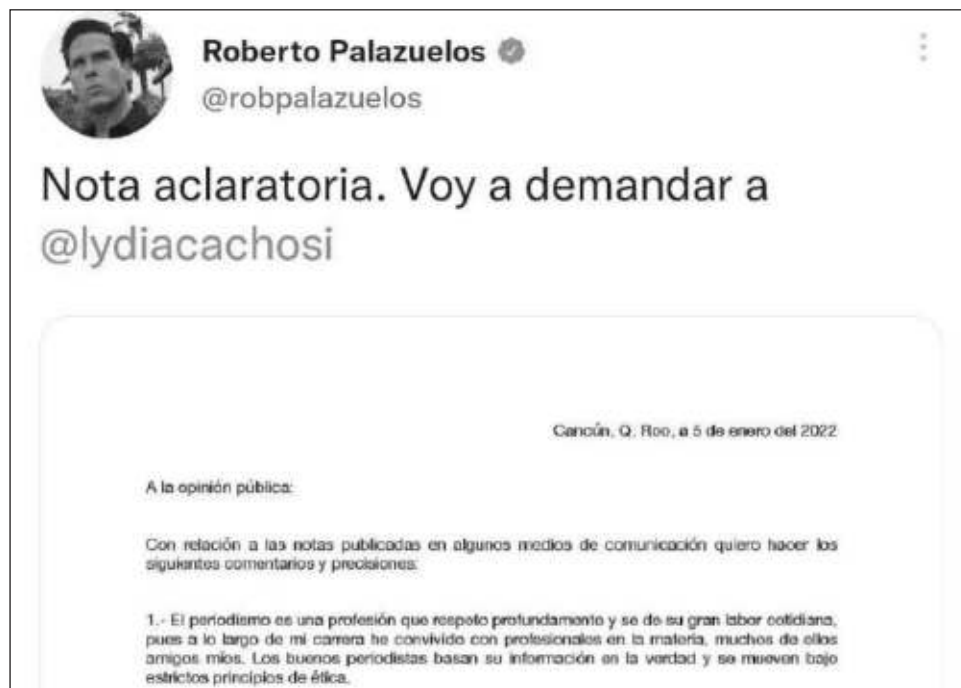 Roberto Palazuelos
@robpalazuelos
Nota aclaratoria. Voy a demandar a
@lydiacachosi
Cancún, Q. Roo, a 5 de enero del 2022
A la opinión pública:
Con relación a las notas publicadas en algunos medios de comunicación quiero hacer los
siguientes comentarios y precisiones:
1.- El periodismo es una profesión que respeto profundamente y se de su gran labor cotidiana,
pues a lo largo de mi carrera he convivido con profesionales en la materia, muchos de ellos
amigos míos. Los buenos periodistas basan su información en la verdad y se mueven bajo
estrictos principios de ética.